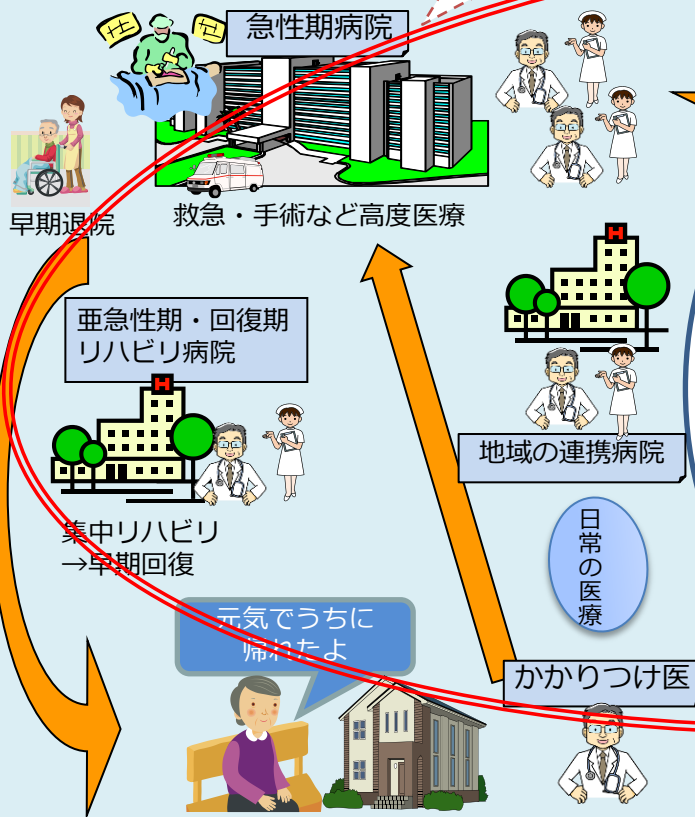 急性期病院
救急・手術など高度医療
早期退院
亜急性期・回復期
リハビリ病院
H
集中リハビリ
→早期回復
H
地域の連携病院
日常の医療
元気でうちに
帰れたよ
かかりつけ医